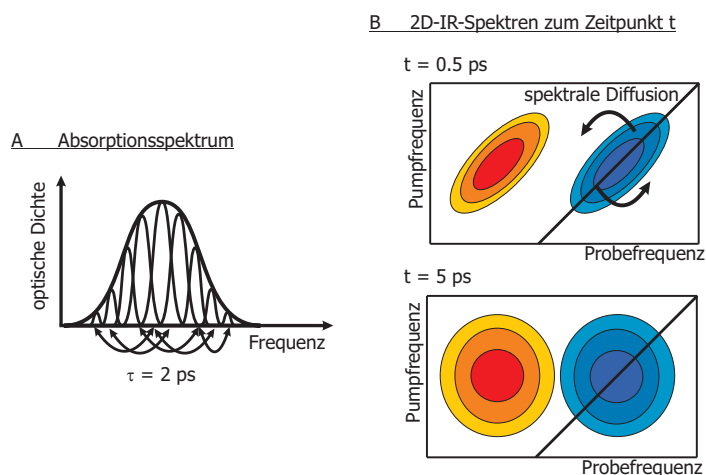 A Absorptionsspektrum
optische Dichte
Frequenz
τ = 2 ps
B 2D-IR-Spektren zum Zeitpunkt t
t = 0.5 ps
spektrale Diffusion
Pumpfrequenz
Probefrequenz
t = 5 ps
Pumpfrequenz
Probefrequenz